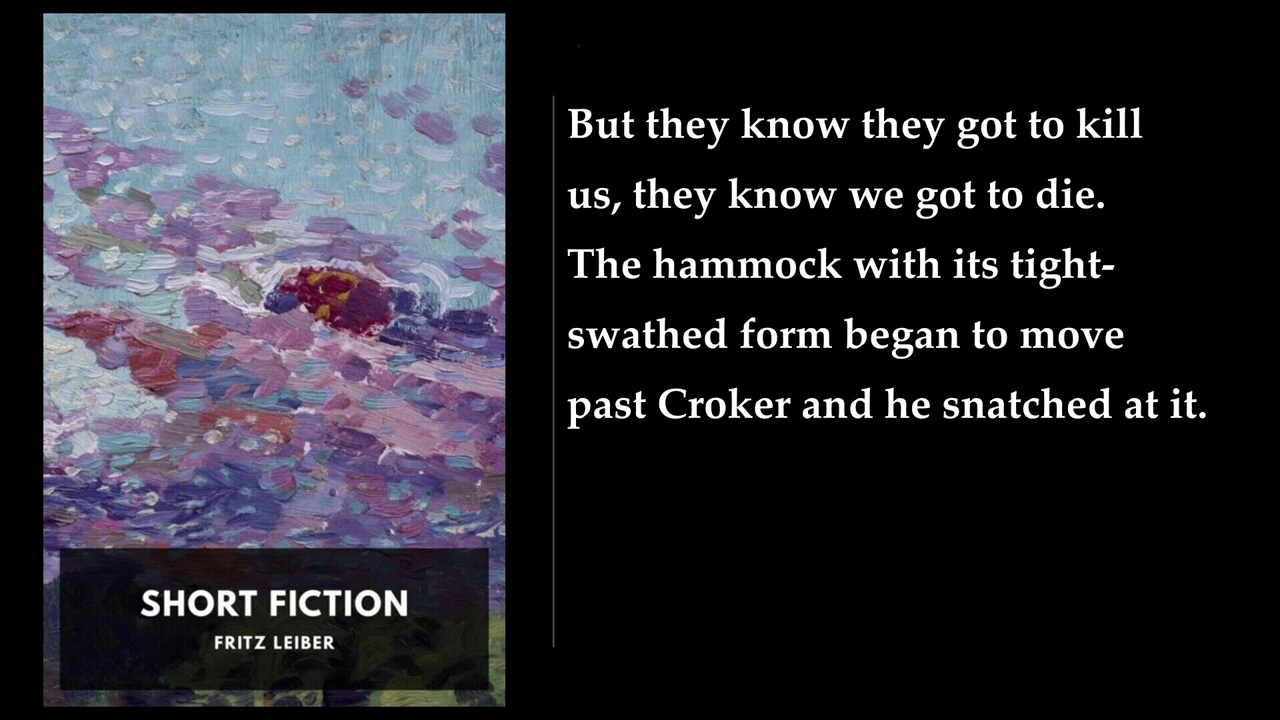 SHORT FICTION
FRITZ LEIBER
But they know they got to kill
us, they know we got to die.
The hammock with its tight-
swathed form began to move
past Croker and he snatched at it.